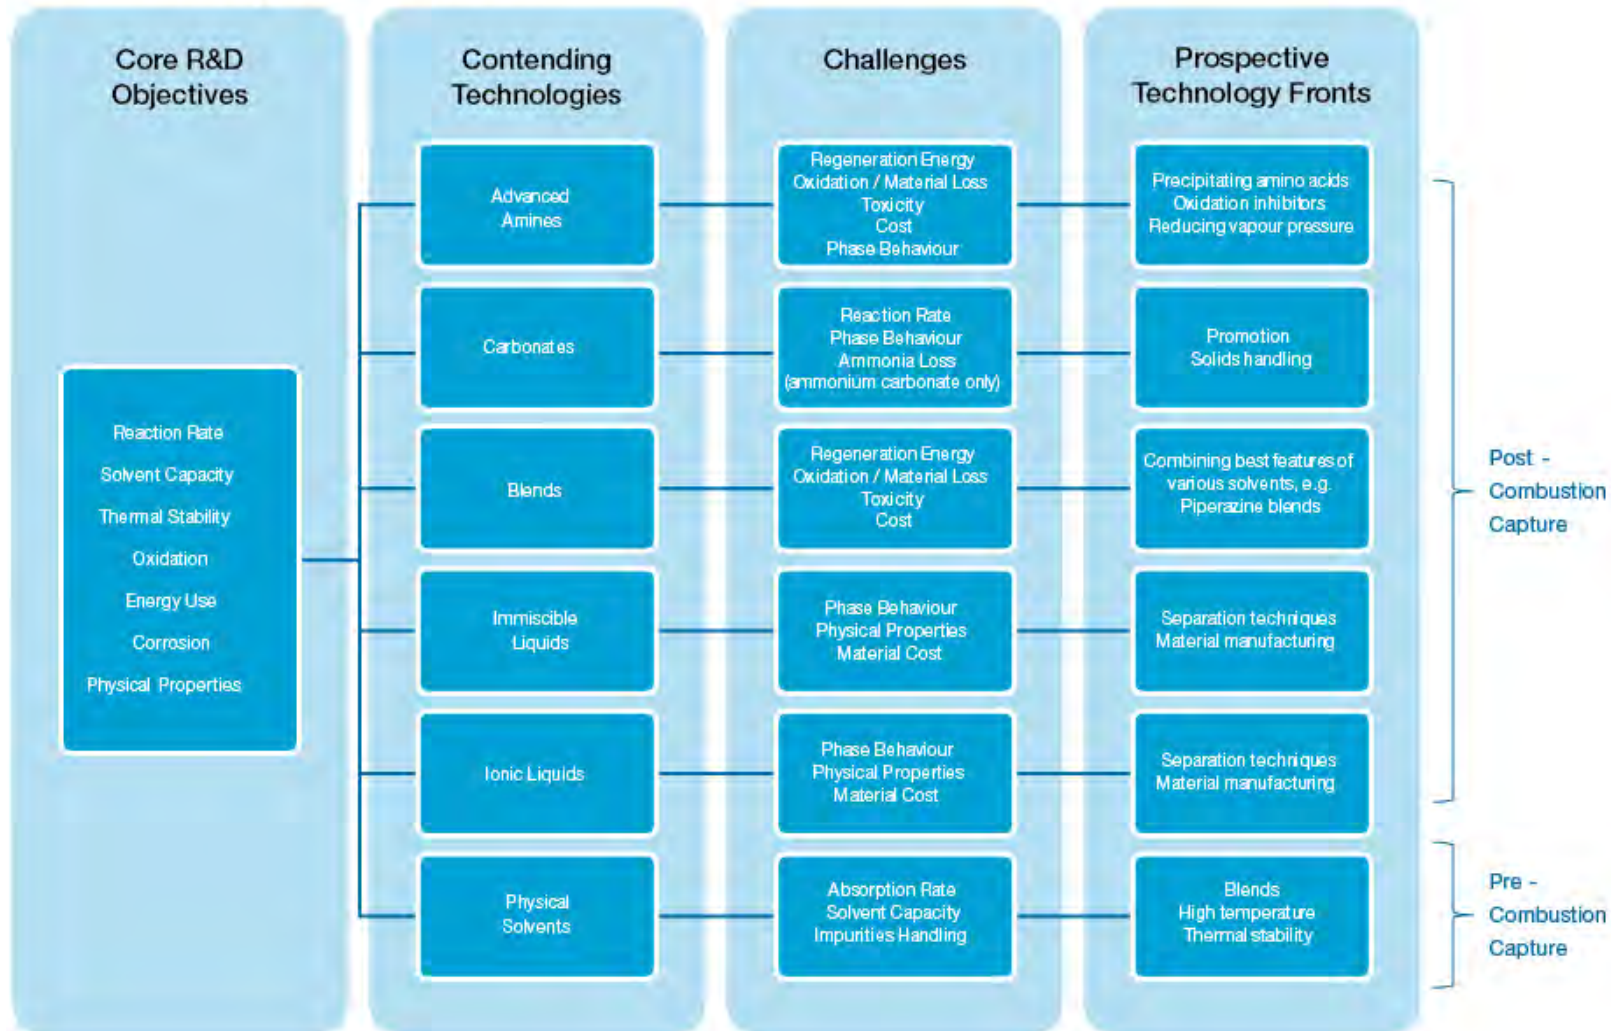 Core R&D
Objectives
Reaction Rate
Solvent Capacity
Thermal Stability
Oxidation
Energy Use
Corrosion
Physical Properties
Contending
Technologies
Advanced
Amines
Carbonates
Blends
Immiscible
Liquids
Ionic Liquids
Physical
Solvents
Challenges
Regeneration Energy
Oxidation / Material Loss
Toxicity
Cost
Phase Behaviour
Reaction Rate
Phase Behaviour
Ammonia Loss
(ammonium carbonate only)
Regeneration Energy
Oxidation / Material Loss
Toxicity
Cost
Phase Behaviour
Physical Properties
Material Cost
Phase Behaviour
Physical Properties
Material Cost
Absorption Rate
Solvent Capacity
Impurities Handling
Prospective
Technology Fronts
Precipitating amino acids
Oxidation inhibitors
Reducing vapour pressure
Promotion
Solids handling
Combining best features of
various solvents, e.g.
Piperazine blends
Separation techniques
Material manufacturing
Separation techniques
Material manufacturing
Blends
High temperature
Thermal stability
Post -
Combustion
Capture
Pre -
Combustion
Capture